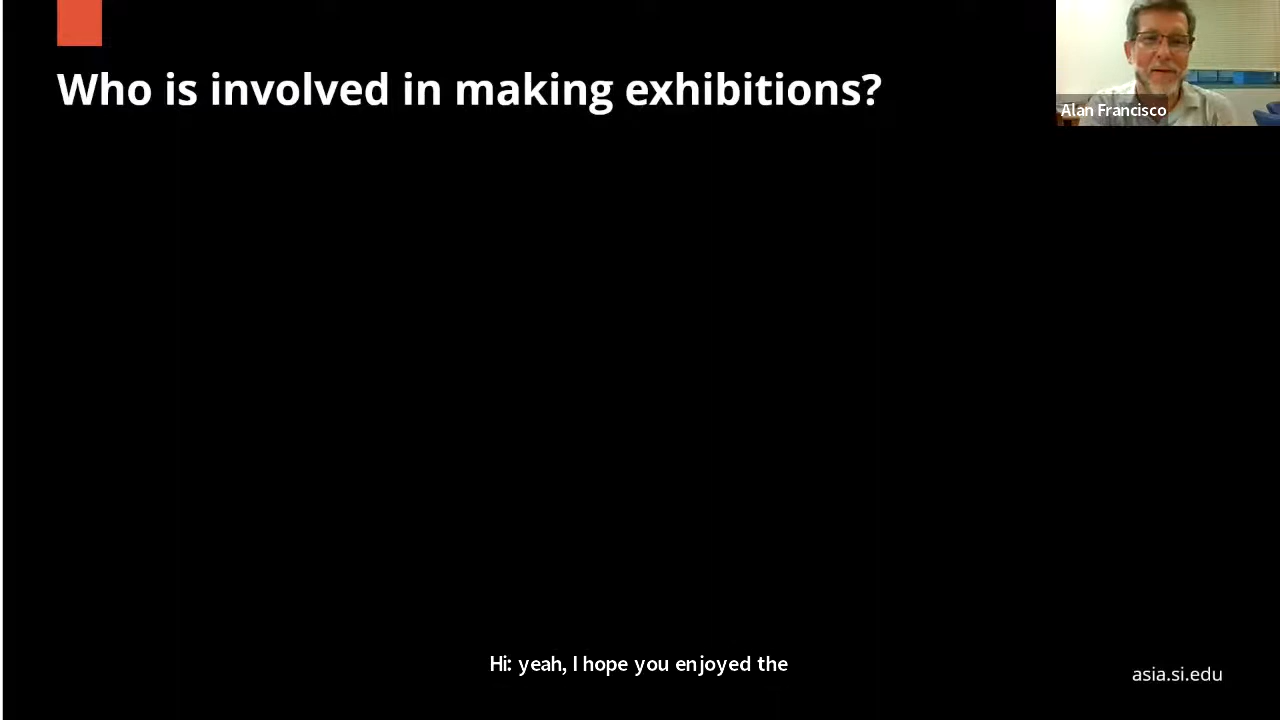 Who is involved in making exhibitions?
Alan Francisco
Hi: yeah, I hope you enjoyed the
asia.si.edu